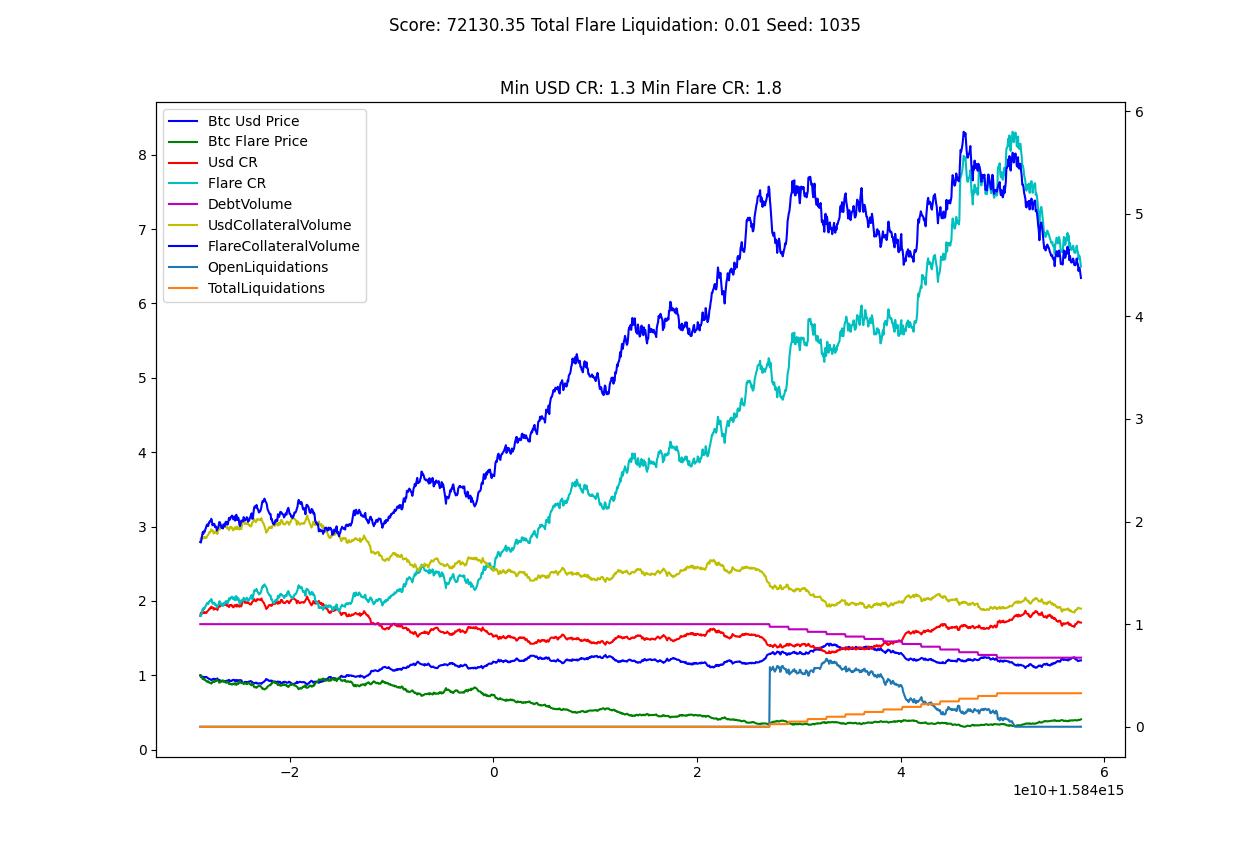 Score: 72130.35 Total Flare Liquidation: 0.01 Seed: 1035
Min USD CR: 1.3 Min Flare CR: 1.8
Btc Usd Price
Btc Flare Price
Usd CR
Flare CR
DebtVolume
UsdCollateralVolume
FlareCollateralVolume
OpenLiquidations
TotalLiquidations
8
7
6
5
4
3
2
1
0
6
5
4
3
2
1
0
−2
0
2
4
6
1e10+1.584e15